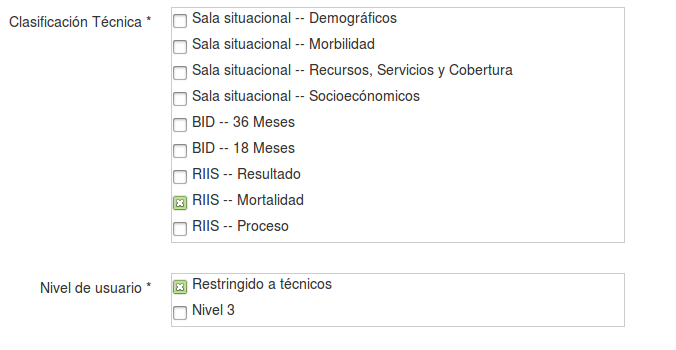 Clasificación Técnica *
Sala situacional -- Demográficos
Sala situacional -- Morbilidad
Sala situacional -- Recursos, Servicios y Cobertura
Sala situacional -- Socioecónomicos
BID -- 36 Meses
BID -- 18 Meses
RIIS -- Resultado
RIIS -- Mortalidad
RIIS -- Proceso
Nivel de usuario *
Restringido a técnicos
Nivel 3